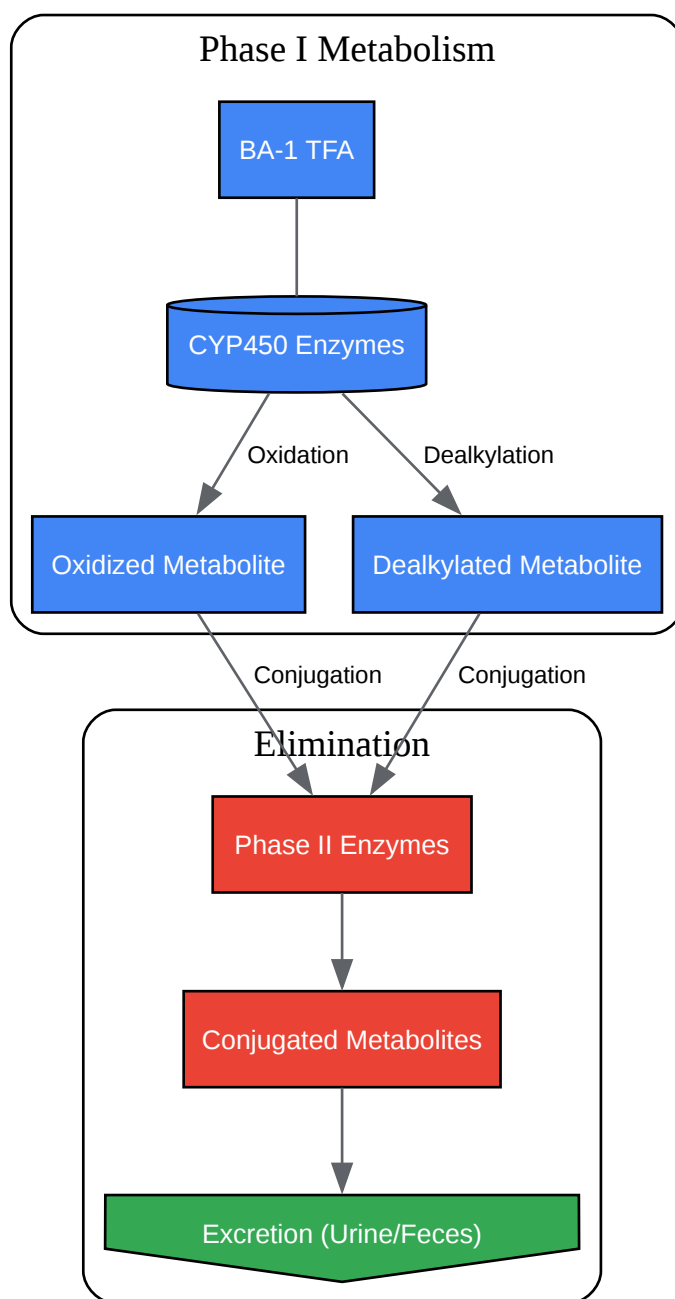 Phase I Metabolism
BA-1 TFA
CYP450 Enzymes
Oxidation
Dealkylation
Oxidized Metabolite
Dealkylated Metabolite
Conjugation
Conjugation
Elimination
Phase II Enzymes
Conjugated Metabolites
Excretion (Urine/Feces)